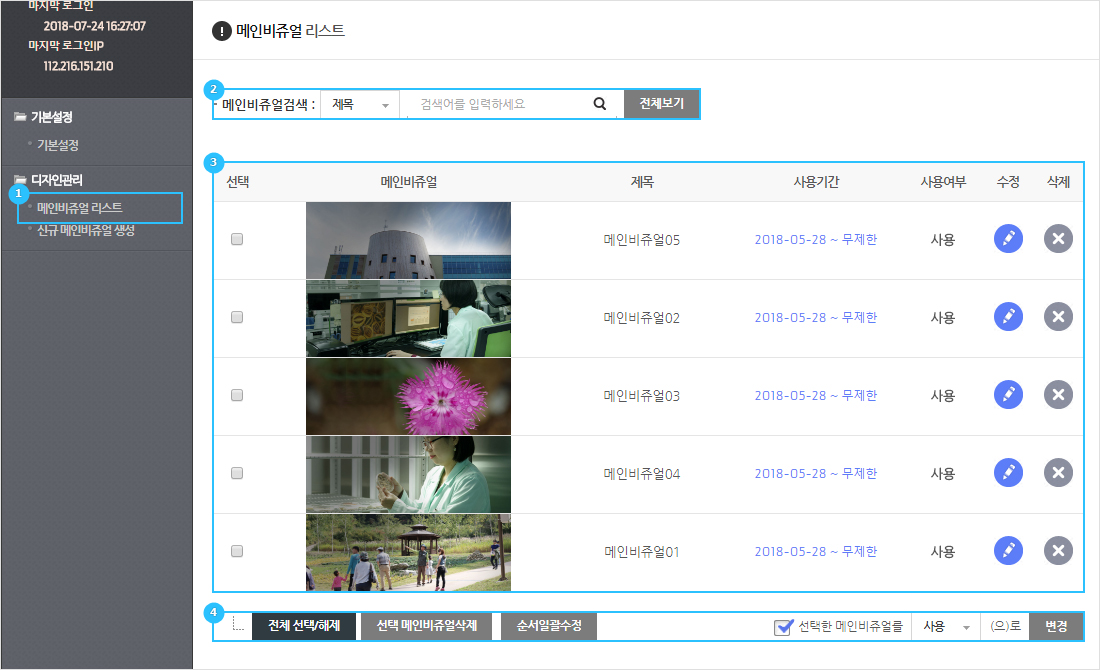 마지막 로그인
2018-07-24 16:27:07
마지막 로그인IP
112.216.151.210
기본설정
기본설정
디자인관리
1
메인비쥬얼 리스트
신규 메인비쥬얼 생성
! 메인비쥬얼 리스트
2
메인비쥬얼검색 : 제목 검색어를 입력하세요 전체보기
3
선택 메인비쥬얼 제목 사용기간 사용여부 수정 삭제
메인비쥬얼05 2018-05-28 ~ 무제한 사용
메인비쥬얼02 2018-05-28 ~ 무제한 사용
메인비쥬얼03 2018-05-28 ~ 무제한 사용
메인비쥬얼04 2018-05-28 ~ 무제한 사용
메인비쥬얼01 2018-05-28 ~ 무제한 사용
4
전체 선택/해제 선택 메인비쥬얼삭제 순서일괄수정 선택한 메인비쥬얼를 사용 (으)로 변경